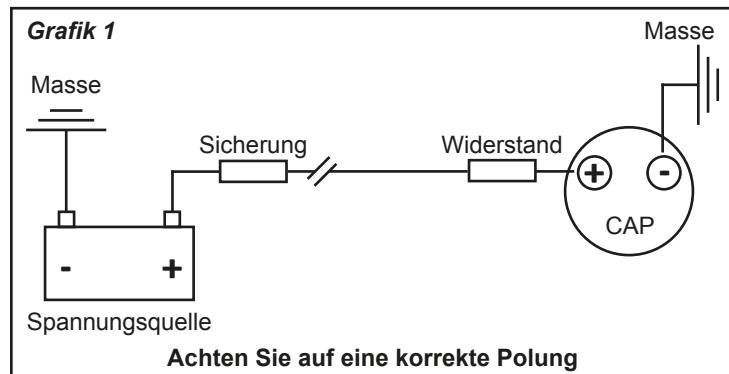 Grafik 1
Masse
Masse
Sicherung
Widerstand
+
-
CAP
-
+
Spannungsquelle
Achten Sie auf eine korrekte Polung